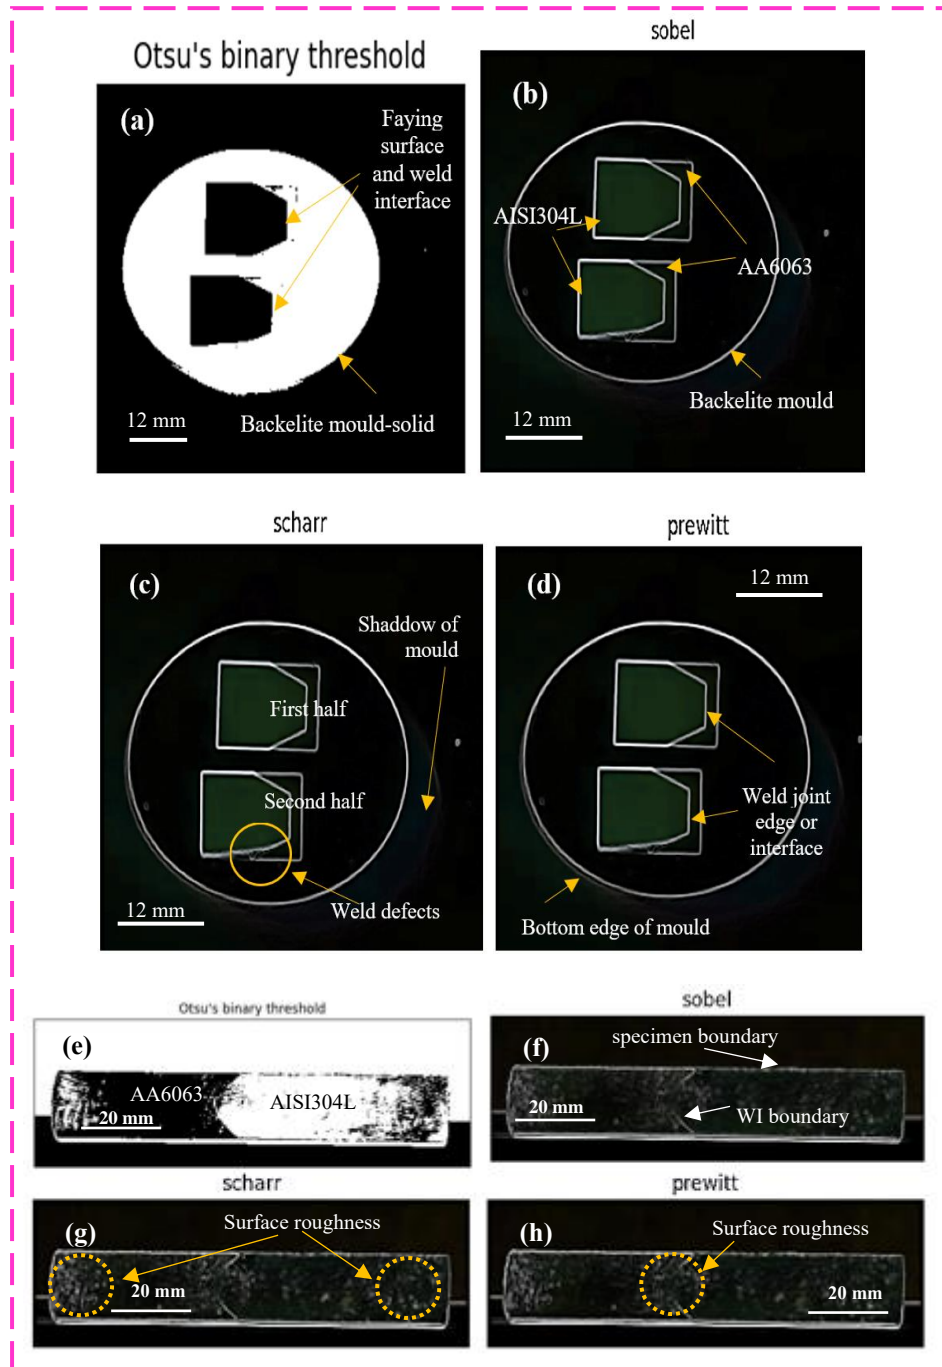 Otsu's binary threshold
(a)
Faying
surface
and weld
interface
12 mm
Backelite mould-solid
sobel
(b)
AISI304L
AA6063
Backelite mould
12 mm
scharr
(c)
Shaddow of
mould
First half
Second half
12 mm
Weld defects
prewitt
(d)
12 mm
Weld joint
edge or
interface
Bottom edge of mould
Otsu's binary threshold
(e)
AA6063
AISI304L
20 mm
sobel
(f)
specimen boundary
20 mm
WI boundary
scharr
(g)
Surface roughness
20 mm
prewitt
(h)
Surface roughness
20 mm